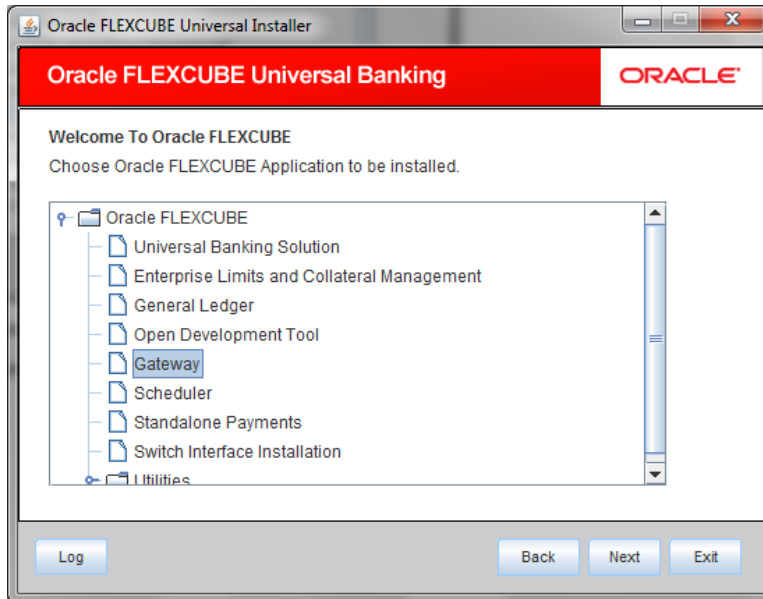 Oracle FLEXCUBE Universal Installer
Oracle FLEXCUBE Universal Banking
ORACLE
Welcome To Oracle FLEXCUBE
Choose Oracle FLEXCUBE Application to be installed.
Oracle FLEXCUBE
Universal Banking Solution
Enterprise Limits and Collateral Management
General Ledger
Open Development Tool
Gateway
Scheduler
Standalone Payments
Switch Interface Installation
Utilities
Log Back Next Exit